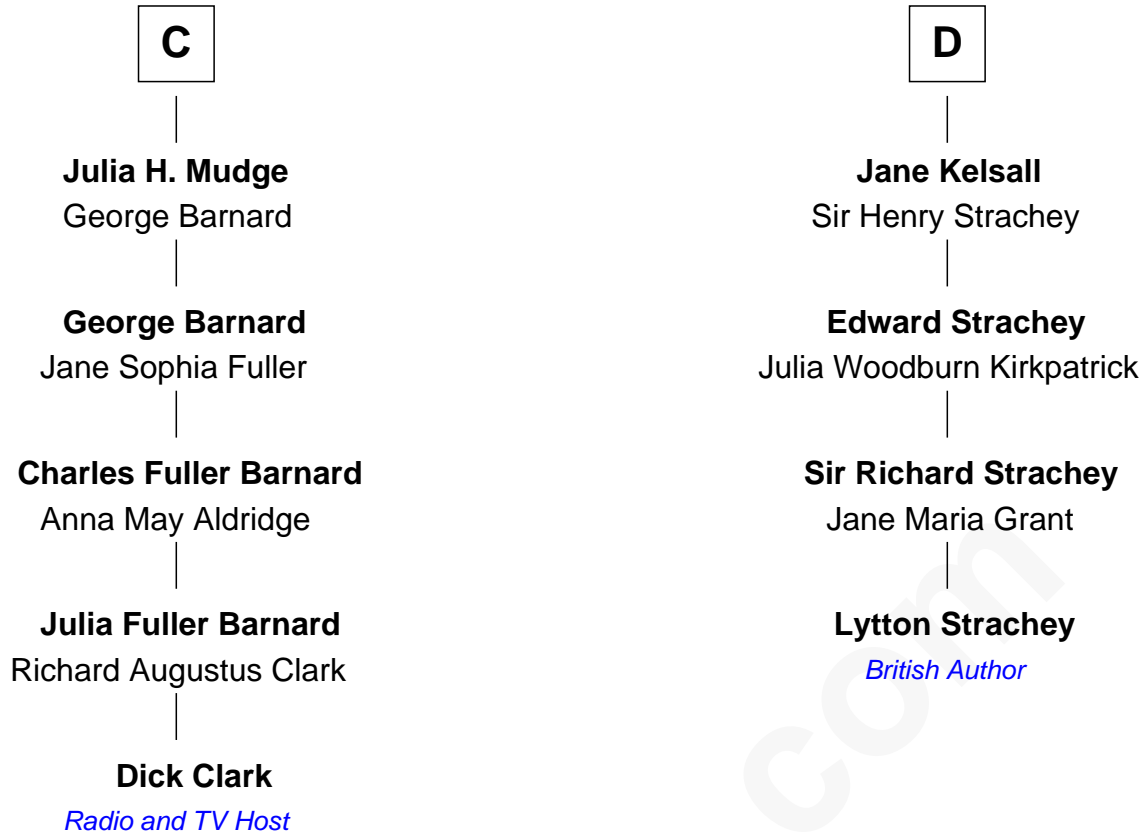 C
Julia H. Mudge
George Barnard
George Barnard
Jane Sophia Fuller
Charles Fuller Barnard
Anna May Aldridge
Julia Fuller Barnard
Richard Augustus Clark
Dick Clark
Radio and TV Host
D
Jane Kelsall
Sir Henry Strachey
Edward Strachey
Julia Woodburn Kirkpatrick
Sir Richard Strachey
Jane Maria Grant
Lytton Strachey
British Author
com